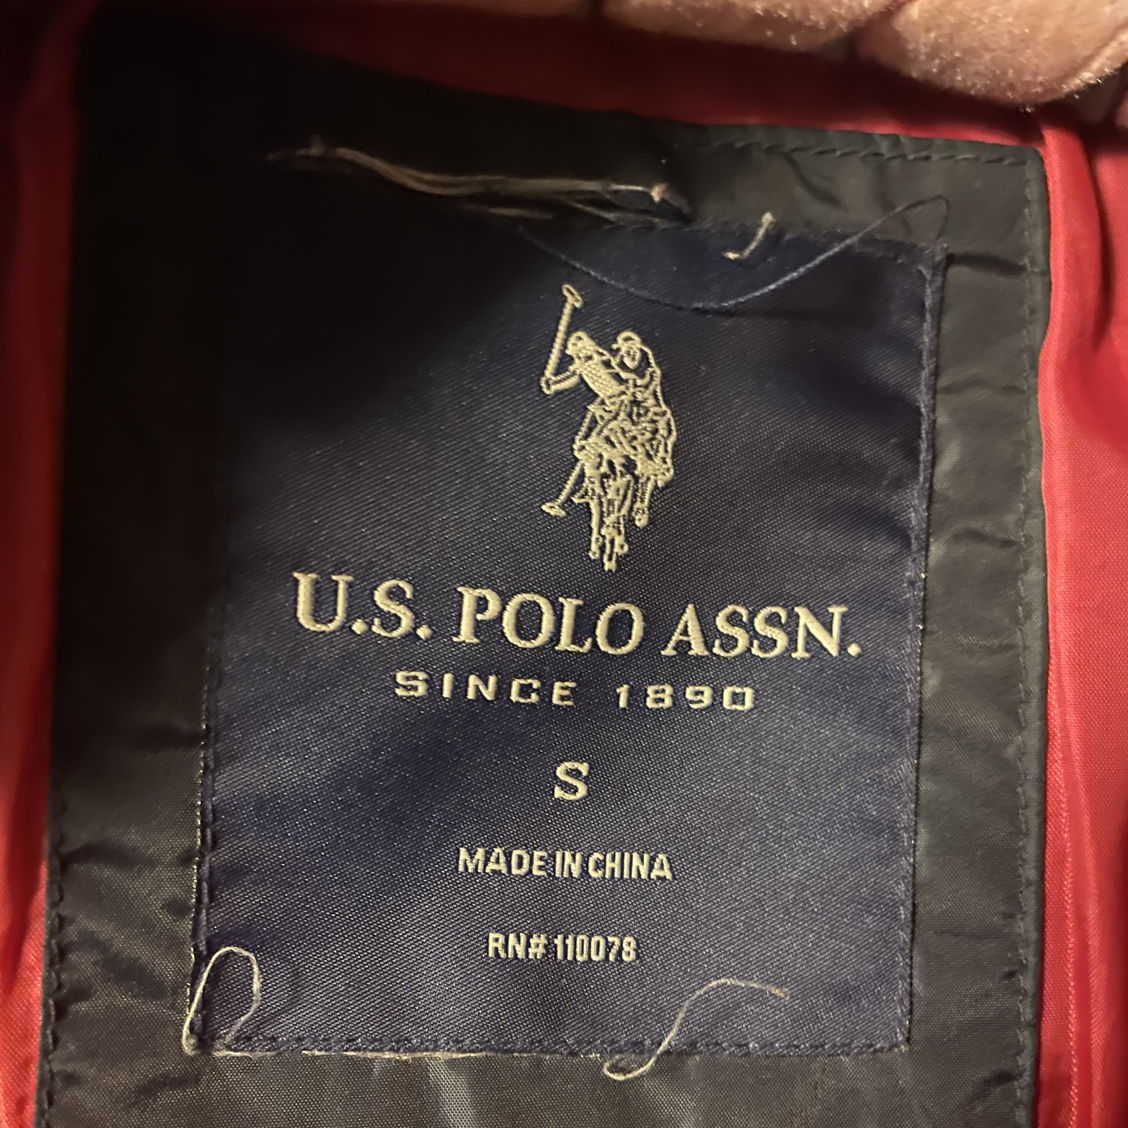 U.S. POLO ASSN.
SINCE 1890
S
MADE IN CHINA
RN# 110078